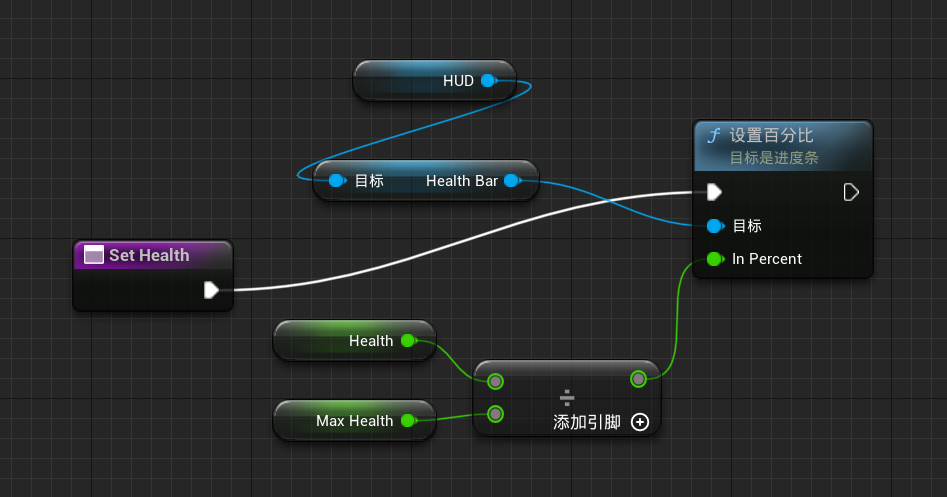 HUD
设置百分比
目标是进度条
目标 Health Bar
目标
Set Health
In Percent
Health
Max Health
÷
添加引脚